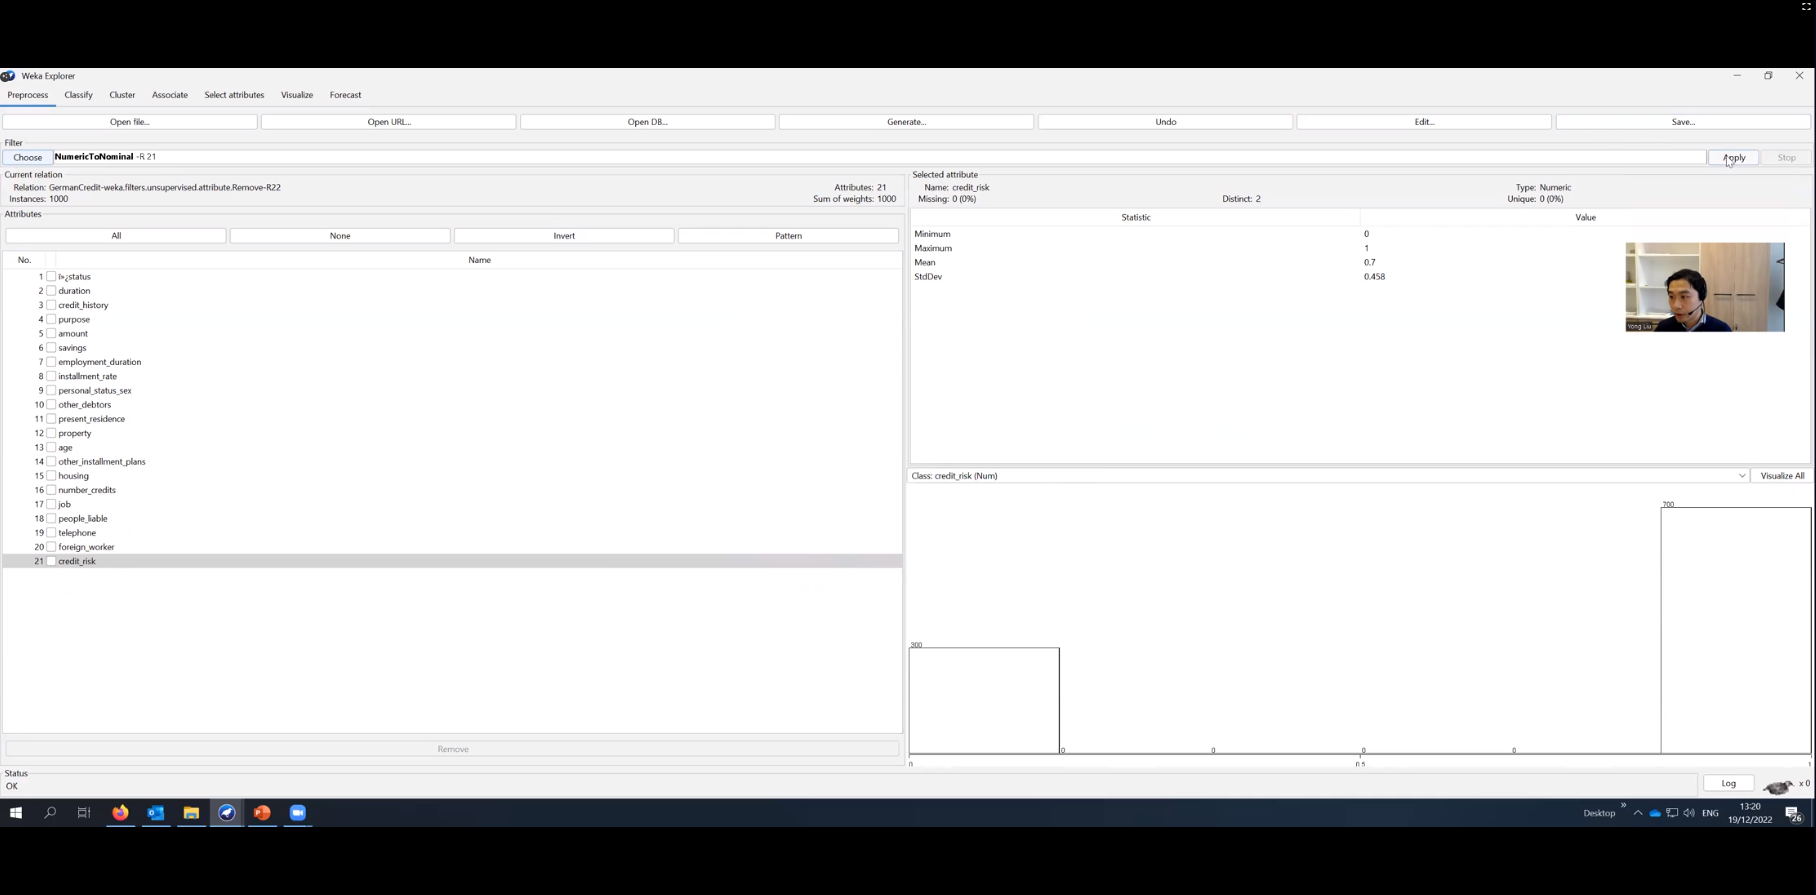 Weka Explorer
Preprocess Classify Cluster Associate Select attributes Visualize Forecast
Open file... Open URL... Open DB... Generate... Undo Edit... Save...
Filter
Choose NumericToNominal -R 21 Apply Stop
Current relation
Relation: GermanCredit-weka.filters.unsupervised.attribute.Remove-R22 Attributes: 21
Instances: 1000 Sum of weights: 1000
Attributes
All None Invert Pattern
No. Name
1 ï»¿status
2 duration
3 credit_history
4 purpose
5 amount
6 savings
7 employment_duration
8 installment_rate
9 personal_status_sex
10 other_debtors
11 present_residence
12 property
13 age
14 other_installment_plans
15 housing
16 number_credits
17 job
18 people_liable
19 telephone
20 foreign_worker
21 credit_risk
Remove
Selected attribute
Name: credit_risk Type: Numeric
Missing: 0 (0%) Distinct: 2 Unique: 0 (0%)
Statistic Value
Minimum 0
Maximum 1
Mean 0.7
StdDev 0.458
Yong Liu
Class: credit_risk (Num) Visualize All
700
300
0 0 0 0
0 0.5 1
Status
OK
Log x 0
Desktop ENG 13:20
19/12/2022
26